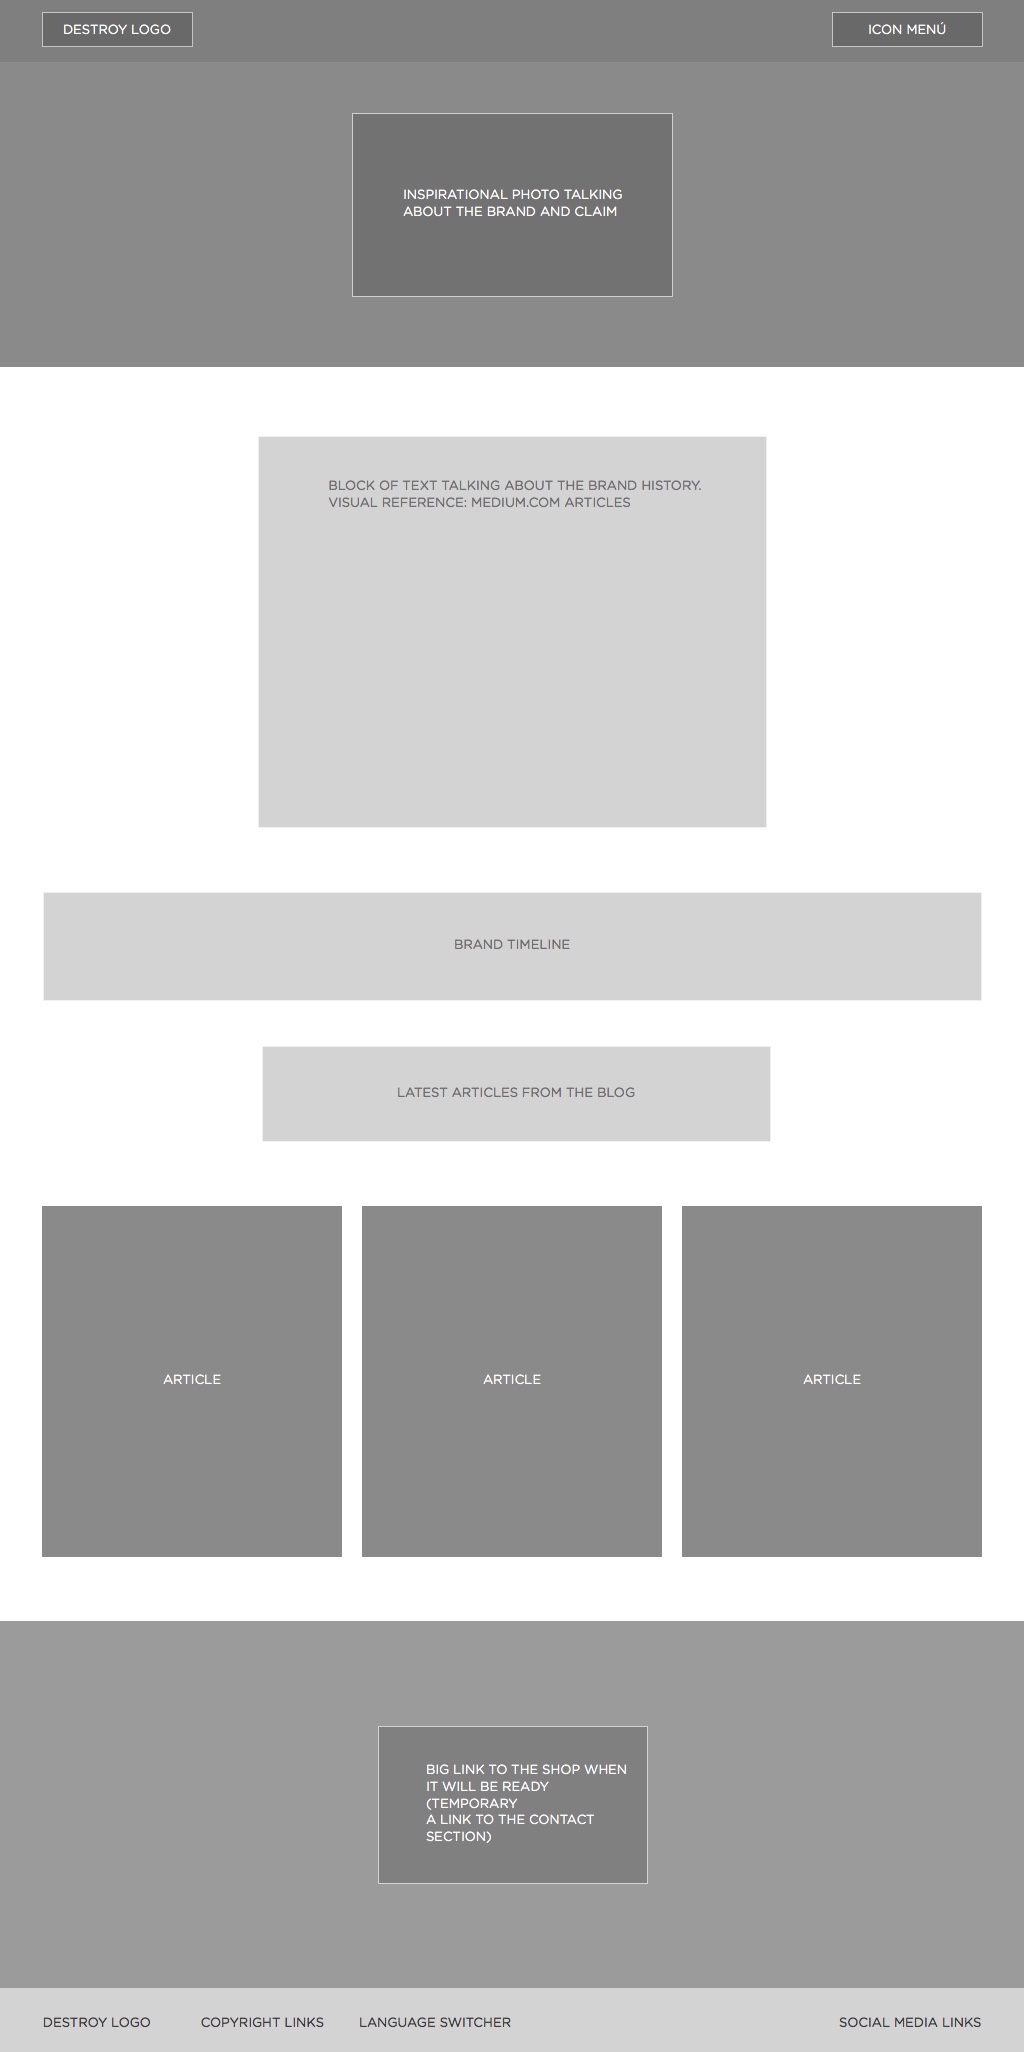 DESTROY LOGO
ICON MENÚ
INSPIRATIONAL PHOTO TALKING
ABOUT THE BRAND AND CLAIM
BLOCK OF TEXT TALKING ABOUT THE BRAND HISTORY.
VISUAL REFERENCE: MEDIUM.COM ARTICLES
BRAND TIMELINE
LATEST ARTICLES FROM THE BLOG
ARTICLE
ARTICLE
ARTICLE
BIG LINK TO THE SHOP WHEN
IT WILL BE READY
(TEMPORARY
A LINK TO THE CONTACT
SECTION)
DESTROY LOGO
COPYRIGHT LINKS
LANGUAGE SWITCHER
SOCIAL MEDIA LINKS